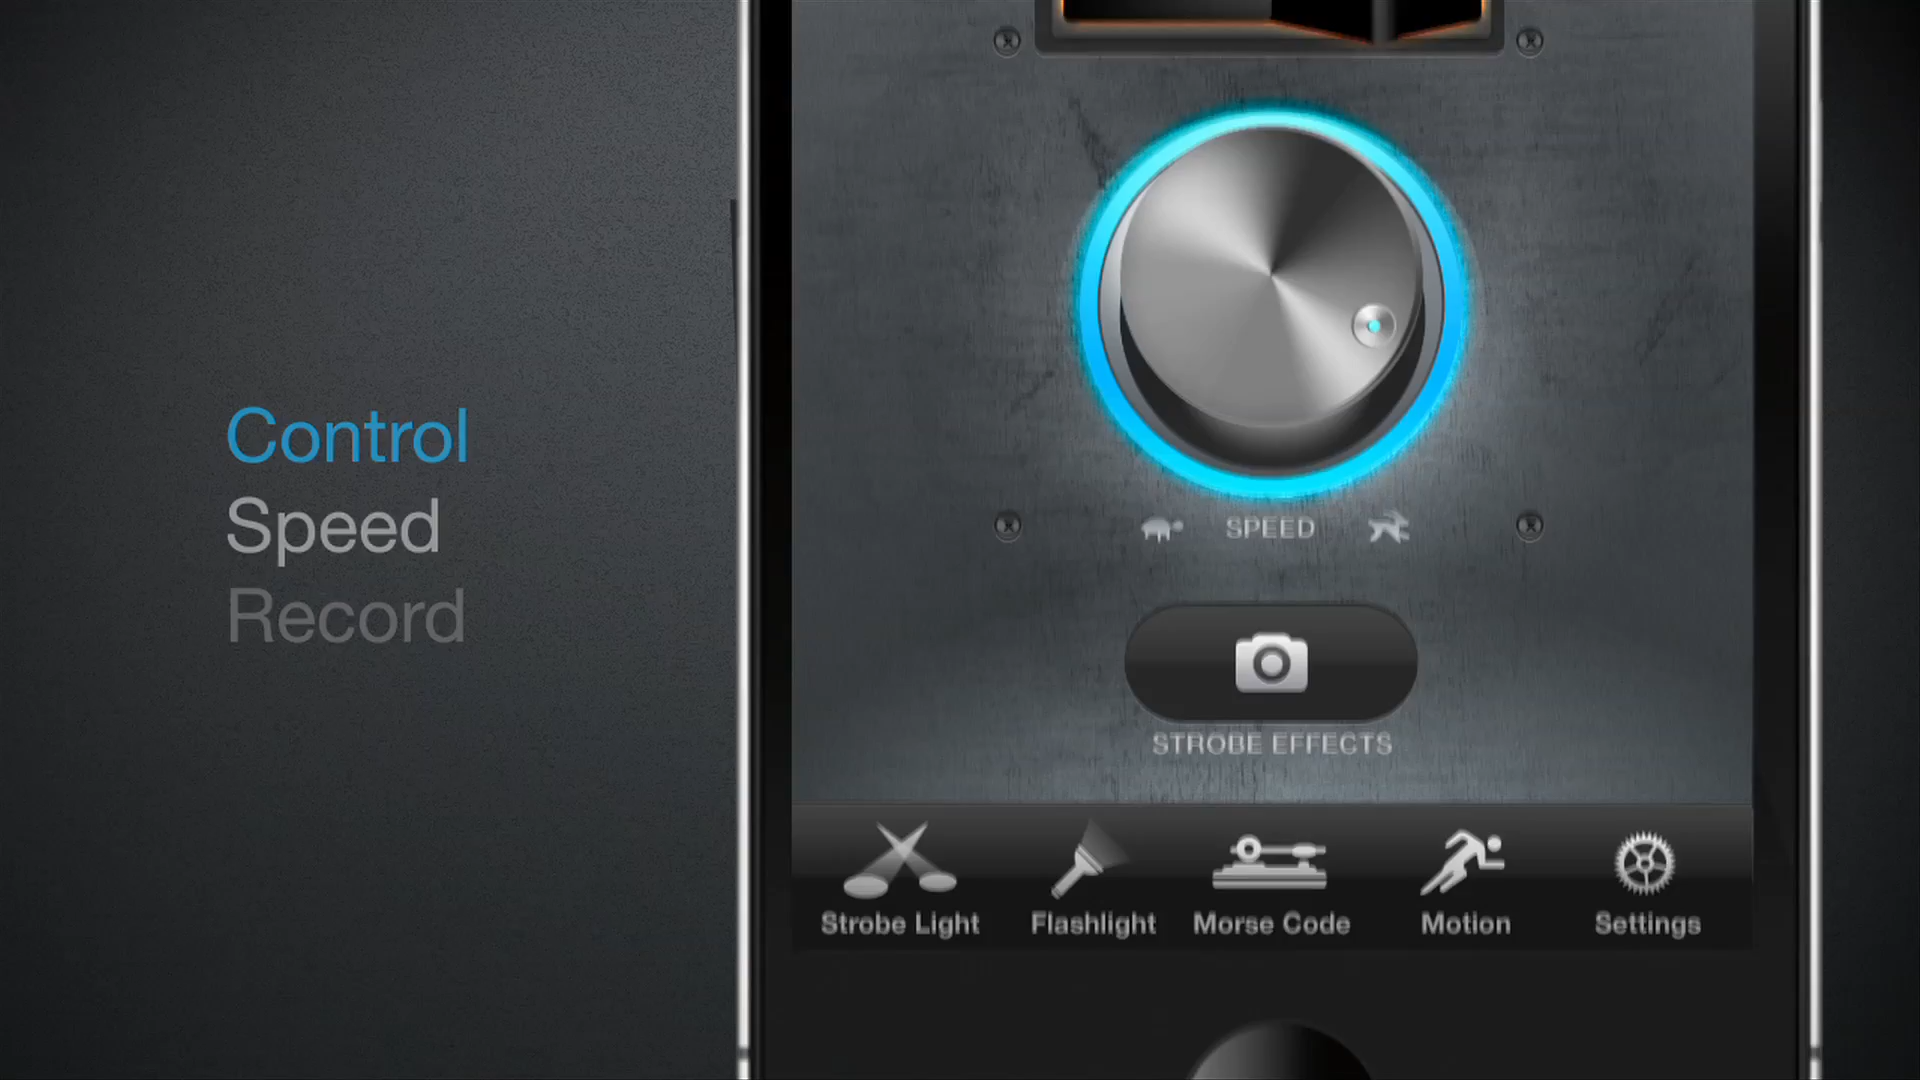 Control
Speed
Record
SPEED
STROBE EFFECTS
Strobe Light
Flashlight
Morse Code
Motion
Settings